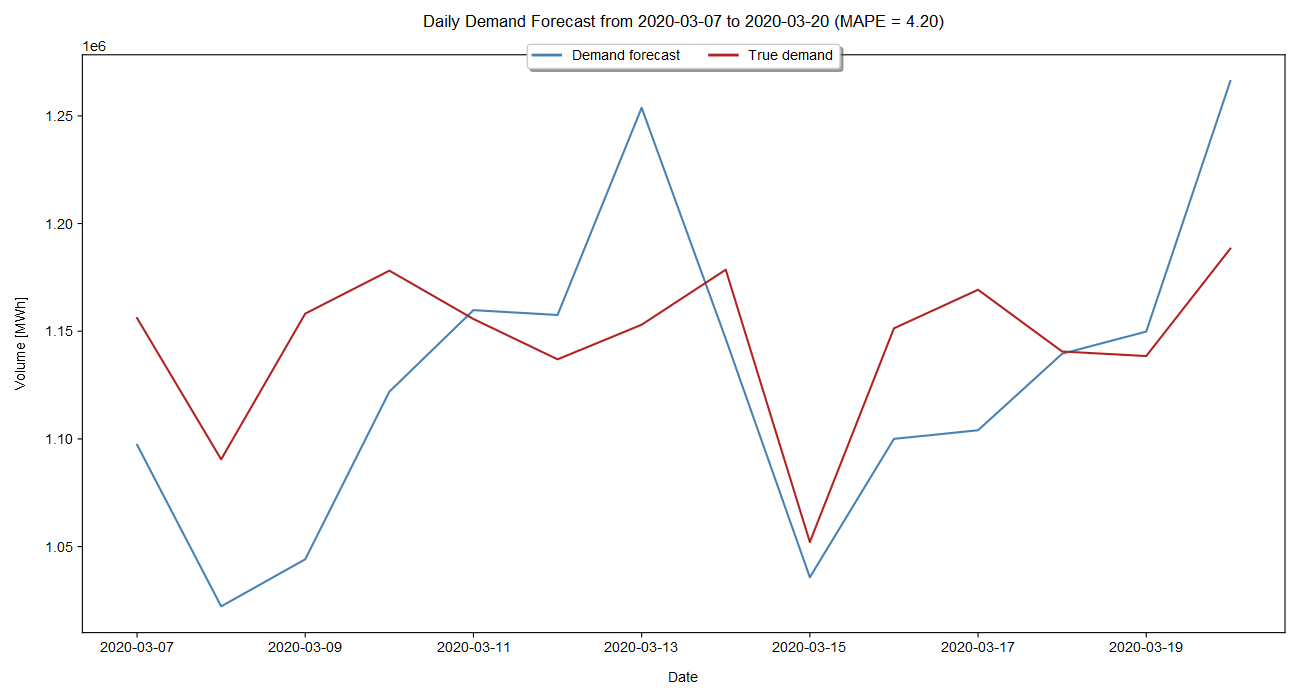 Daily Demand Forecast from 2020-03-07 to 2020-03-20 (MAPE = 4.20)
1e6
Demand forecast
True demand
1.25
1.20
1.15
1.10
1.05
Volume [MWh]
2020-03-07
2020-03-09
2020-03-11
2020-03-13
2020-03-15
2020-03-17
2020-03-19
Date